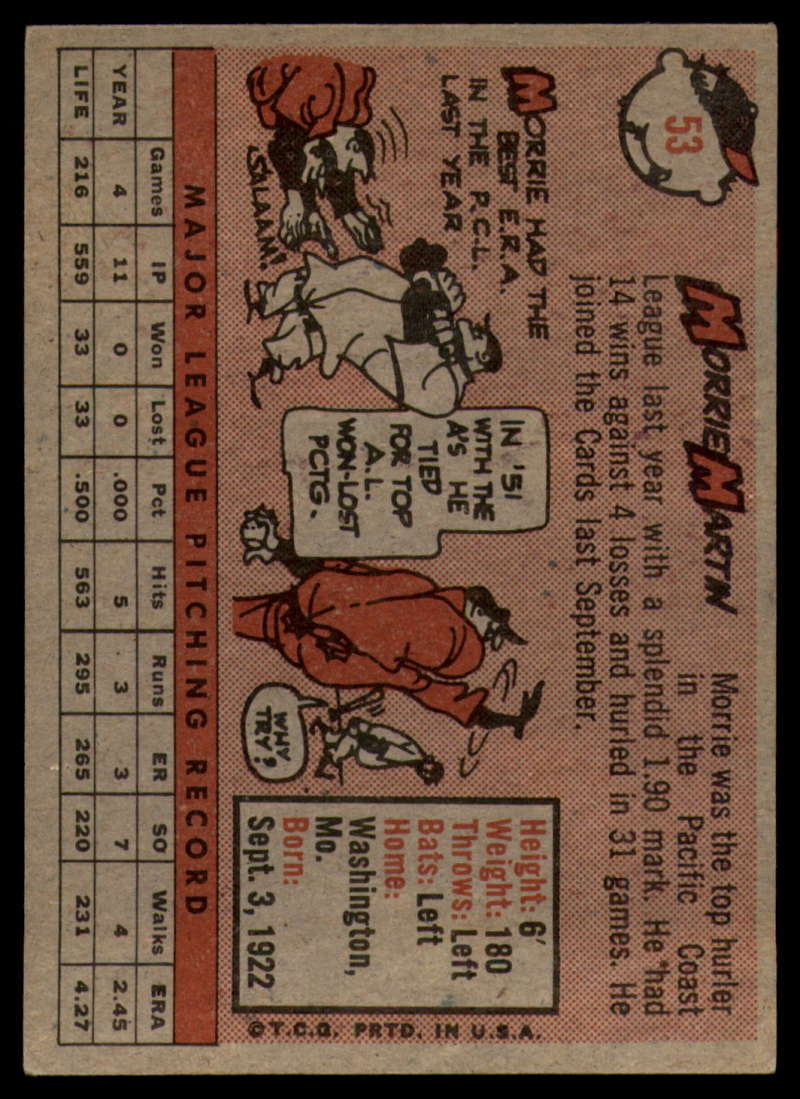 53
MORRIE MARTIN
Morrie was the top hurler
in the Pacific Coast
League last year with a splendid 1.90 mark. He had
14 wins against 4 losses and hurled in 31 games. He
joined the Cards last September.
MORRIE HAD THE
BEST E.R.A.
IN THE P.C.L.
LAST YEAR
SALAAM!
IN '51
WITH THE
A'S HE
TIED
FOR TOP
A.L.
WON-LOST
PCTG.
WHY
TRY?
Height: 6'
Weight: 180
Throws: Left
Bats: Left
Home:
Washington,
Mo.
Born:
Sept. 3, 1922
©T.C.G. PRTD. IN U.S.A.
MAJOR LEAGUE PITCHING RECORD
Games IP Won Lost Pct Hits Runs ER SO Walks ERA
YEAR 4 11 0 0 .000 5 3 3 7 4 2.45
LIFE 216 559 33 33 .500 563 295 265 220 231 4.27